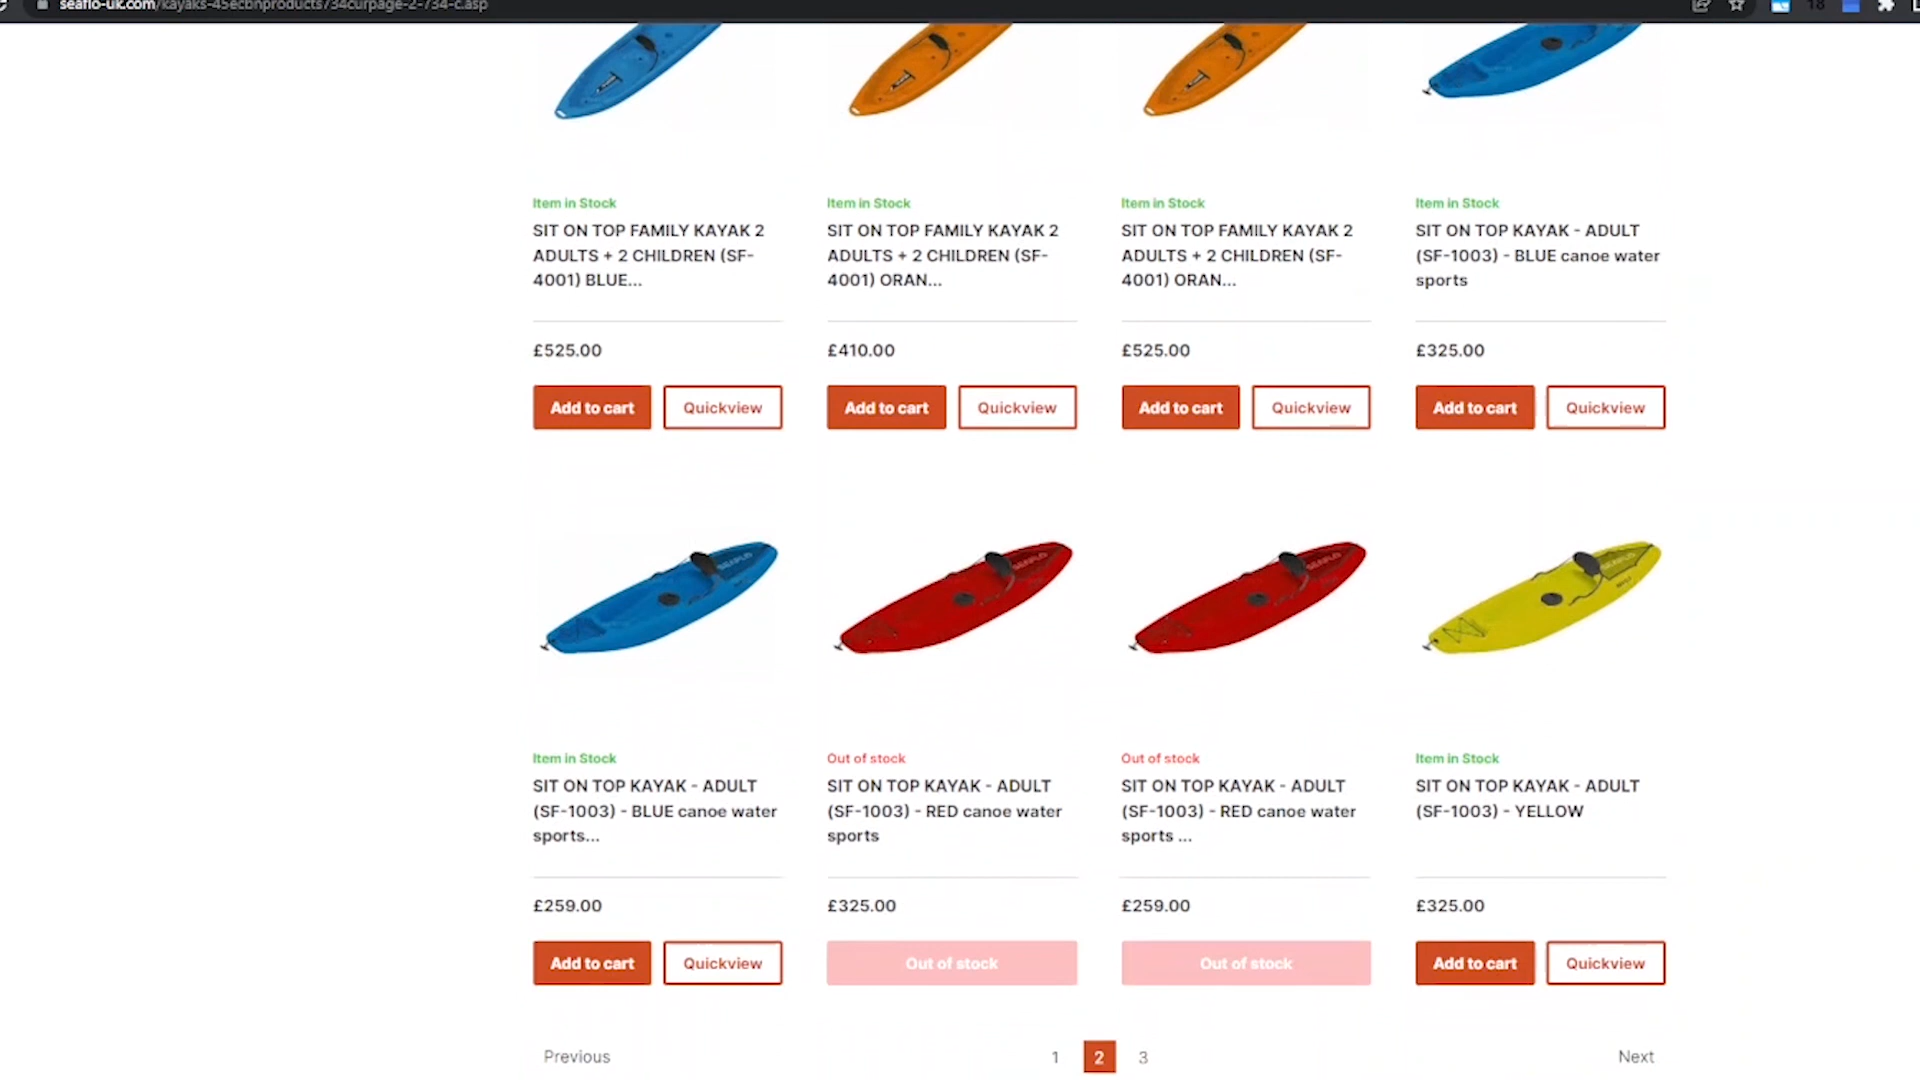 seaflo-uk.com/kayaks-45ecbnproducts734curpage-2-734-c.asp
18
Item in Stock
SIT ON TOP FAMILY KAYAK 2
ADULTS + 2 CHILDREN (SF-
4001) BLUE...
£525.00
Add to cart
Quickview
Item in Stock
SIT ON TOP FAMILY KAYAK 2
ADULTS + 2 CHILDREN (SF-
4001) ORAN...
£410.00
Add to cart
Quickview
Item in Stock
SIT ON TOP FAMILY KAYAK 2
ADULTS + 2 CHILDREN (SF-
4001) ORAN...
£525.00
Add to cart
Quickview
Item in Stock
SIT ON TOP KAYAK - ADULT
(SF-1003) - BLUE canoe water
sports
£325.00
Add to cart
Quickview
SEAFLO
Item in Stock
SIT ON TOP KAYAK - ADULT
(SF-1003) - BLUE canoe water
sports...
£259.00
Add to cart
Quickview
SEAFLO
Out of stock
SIT ON TOP KAYAK - ADULT
(SF-1003) - RED canoe water
sports
£325.00
Out of stock
SEAFLO
Out of stock
SIT ON TOP KAYAK - ADULT
(SF-1003) - RED canoe water
sports ...
£259.00
Out of stock
SEAFLO
Item in Stock
SIT ON TOP KAYAK - ADULT
(SF-1003) - YELLOW
£325.00
Add to cart
Quickview
Previous
1
2
3
Next